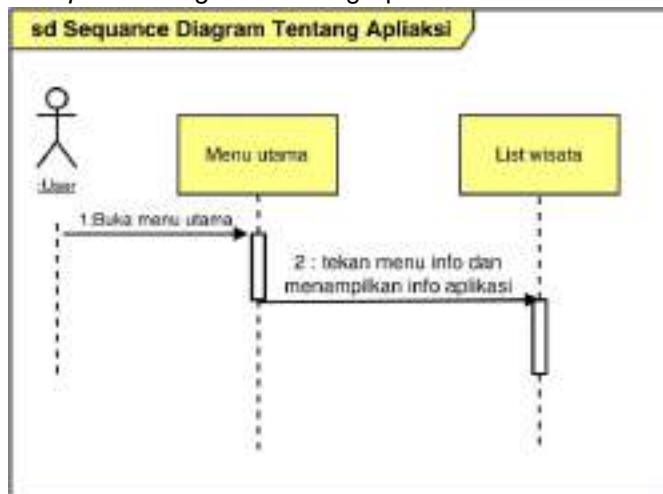 sd Sequance Diagram Tentang Apliaksi
Menu utama
List wisata
:User
1:Buka menu utama
2 : tekan menu info dan
menampilkan info aplikasi